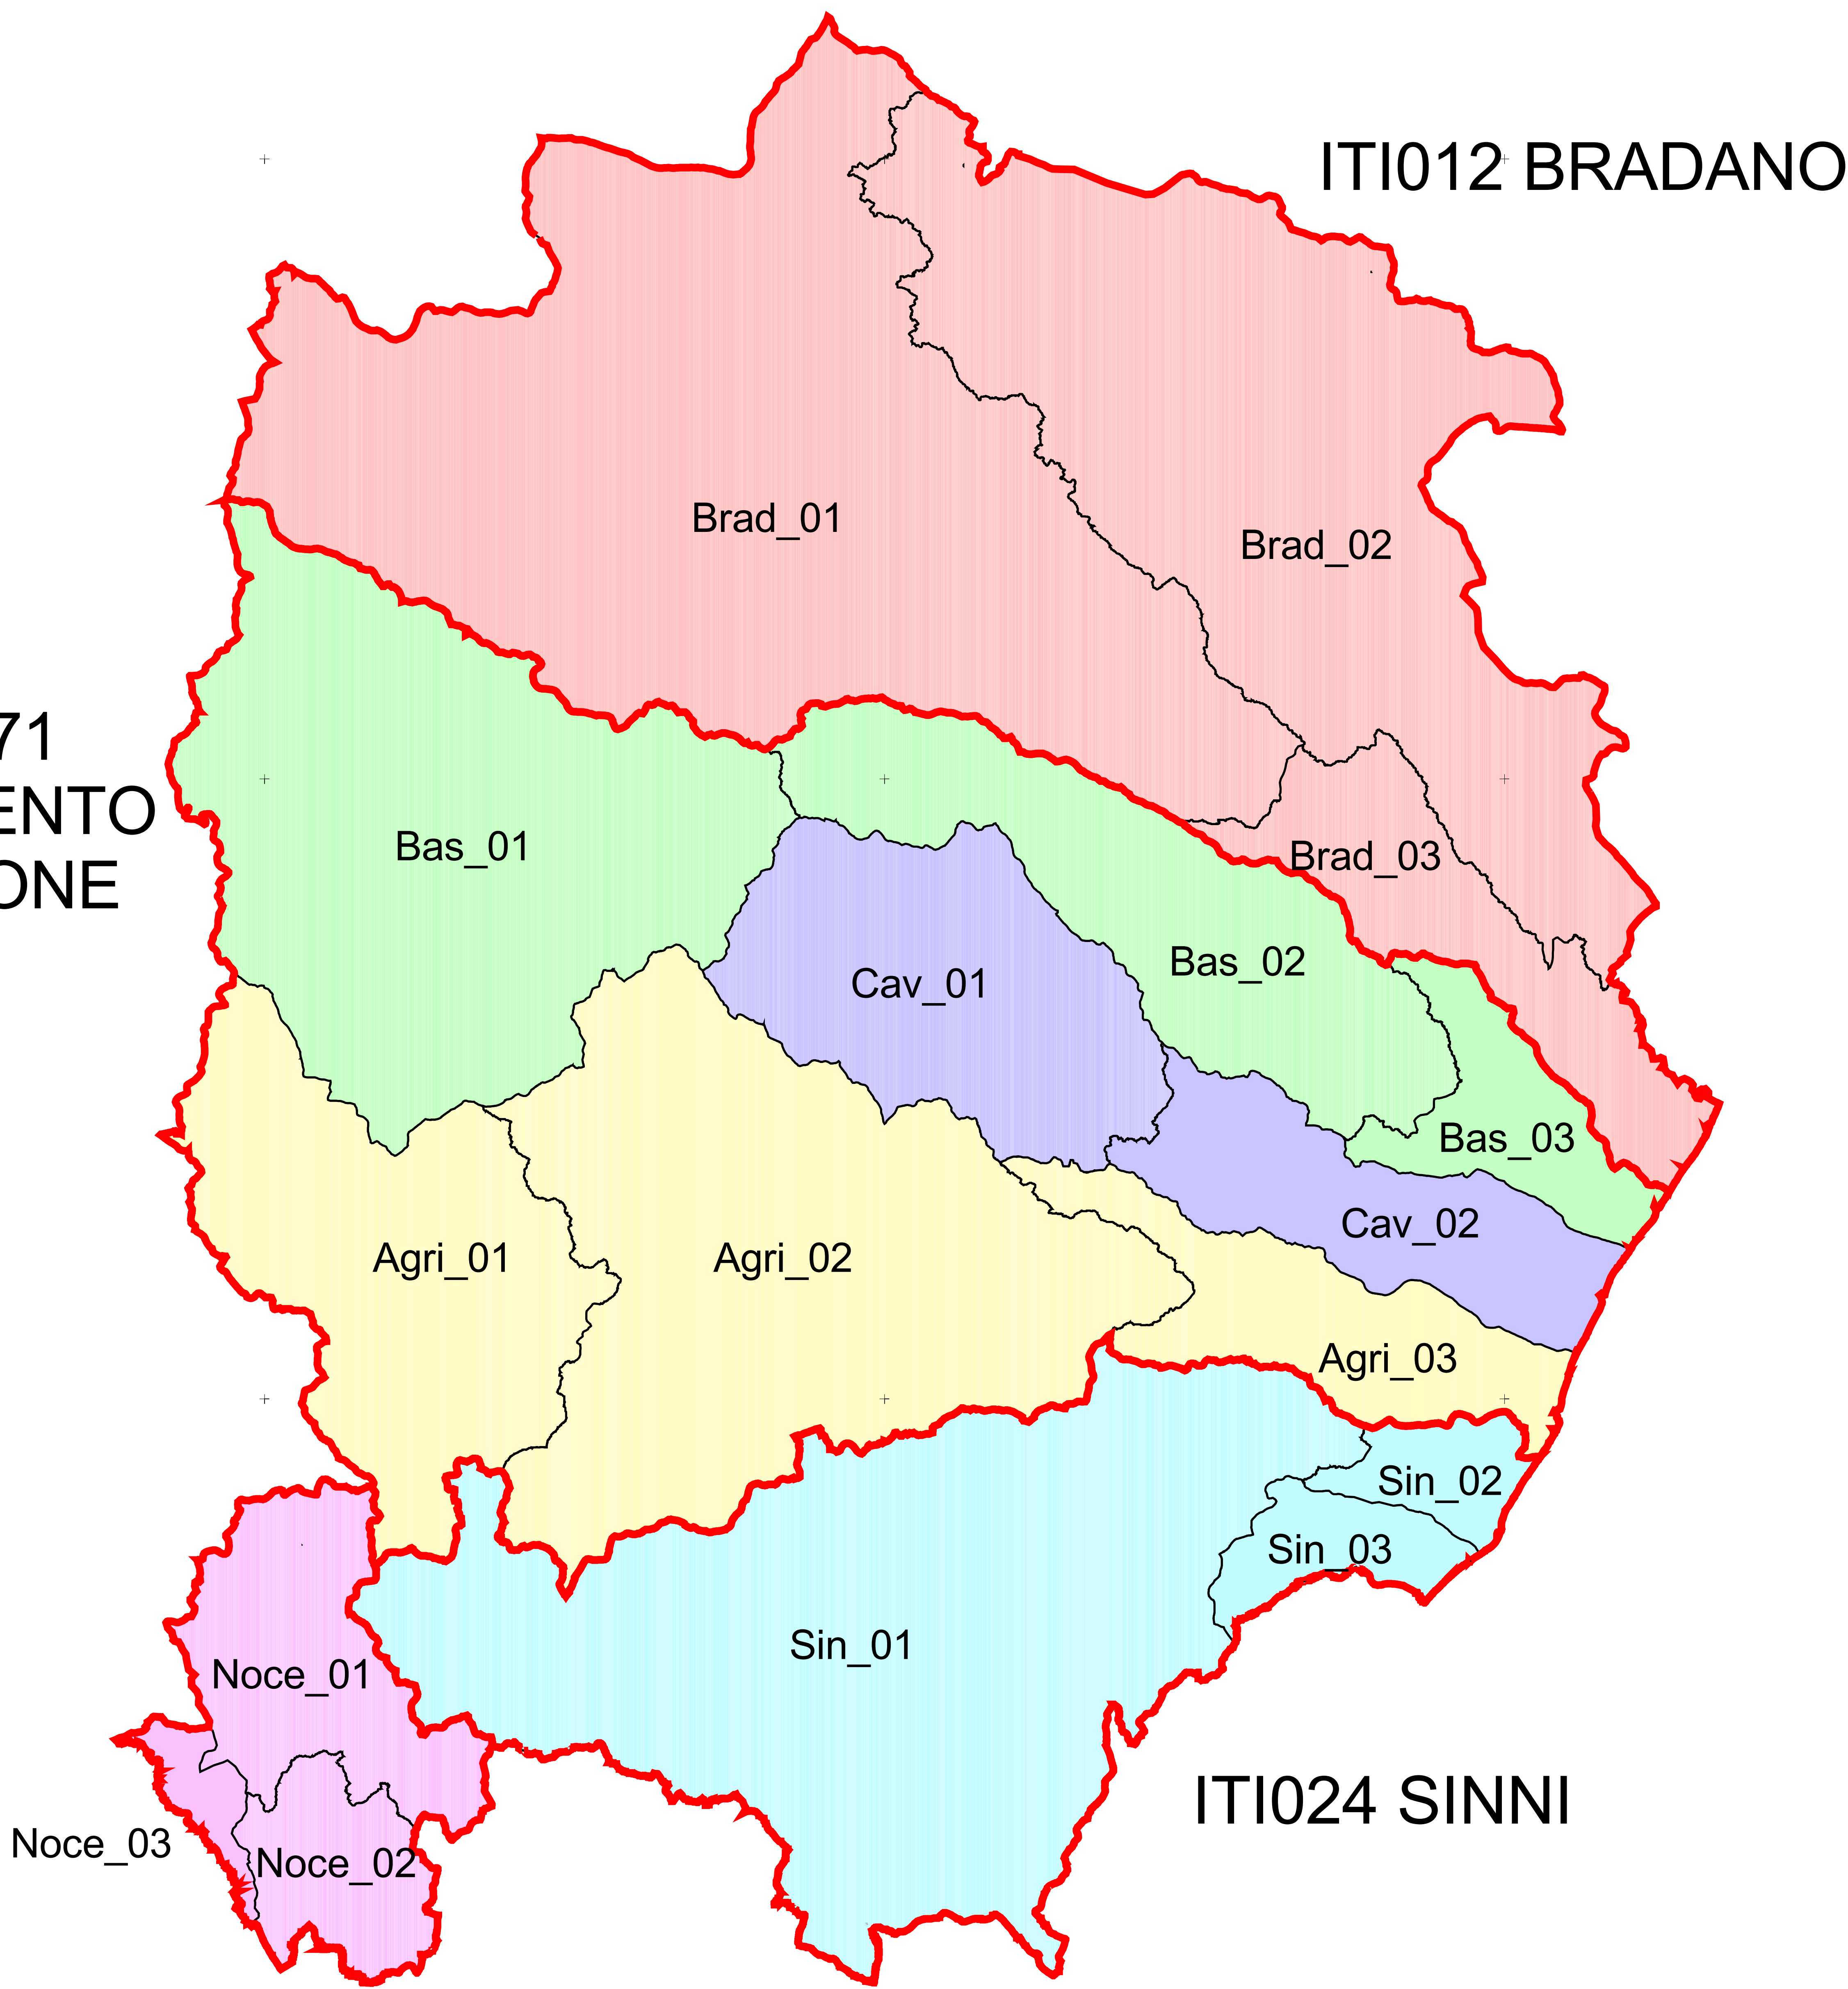 ITI012 BRADANO
Brad_01
Brad_02
71
ENTO
ONE
Bas_01
Brad_03
Bas_02
Cav_01
Bas_03
Cav_02
Agri_01
Agri_02
Agri_03
Sin_02
Sin_03
Sin_01
Noce_01
ITI024 SINNI
Noce_03
Noce_02